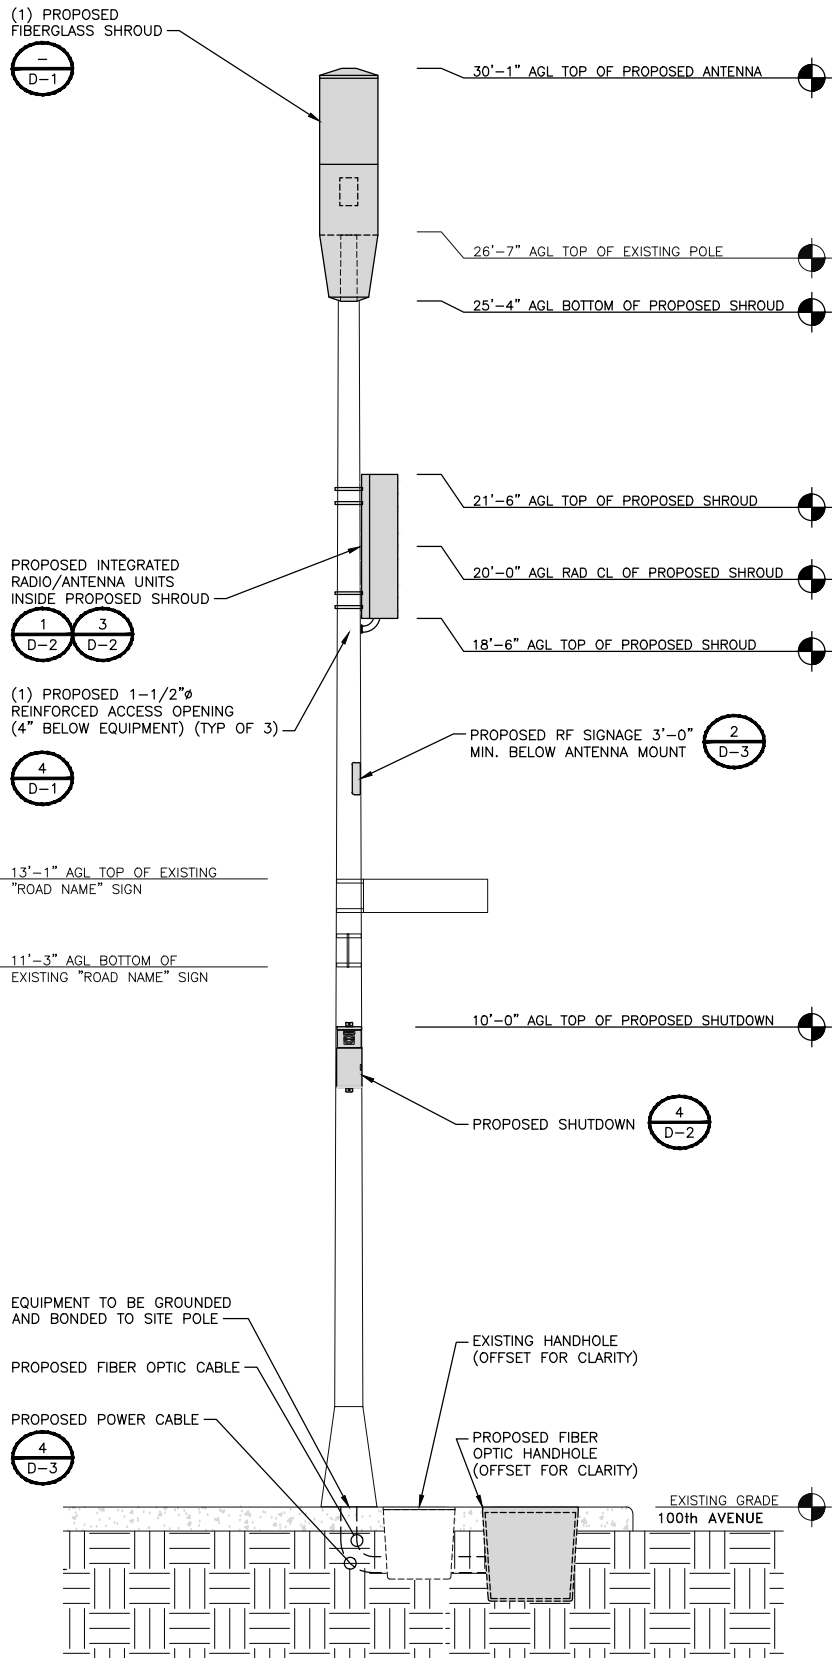 (1) PROPOSED
FIBERGLASS SHROUD
–
D-1
30'-1" AGL TOP OF PROPOSED ANTENNA
26'-7" AGL TOP OF EXISTING POLE
25'-4" AGL BOTTOM OF PROPOSED SHROUD
21'-6" AGL TOP OF PROPOSED SHROUD
PROPOSED INTEGRATED
RADIO/ANTENNA UNITS
INSIDE PROPOSED SHROUD
1
D-2
3
D-2
20'-0" AGL RAD CL OF PROPOSED SHROUD
18'-6" AGL TOP OF PROPOSED SHROUD
(1) PROPOSED 1-1/2"ø
REINFORCED ACCESS OPENING
(4" BELOW EQUIPMENT) (TYP OF 3)
4
D-1
PROPOSED RF SIGNAGE 3'-0"
MIN. BELOW ANTENNA MOUNT
2
D-3
13'-1" AGL TOP OF EXISTING
"ROAD NAME" SIGN
11'-3" AGL BOTTOM OF
EXISTING "ROAD NAME" SIGN
10'-0" AGL TOP OF PROPOSED SHUTDOWN
PROPOSED SHUTDOWN
4
D-2
EQUIPMENT TO BE GROUNDED
AND BONDED TO SITE POLE
PROPOSED FIBER OPTIC CABLE
PROPOSED POWER CABLE
4
D-3
EXISTING HANDHOLE
(OFFSET FOR CLARITY)
PROPOSED FIBER
OPTIC HANDHOLE
(OFFSET FOR CLARITY)
EXISTING GRADE
100th AVENUE